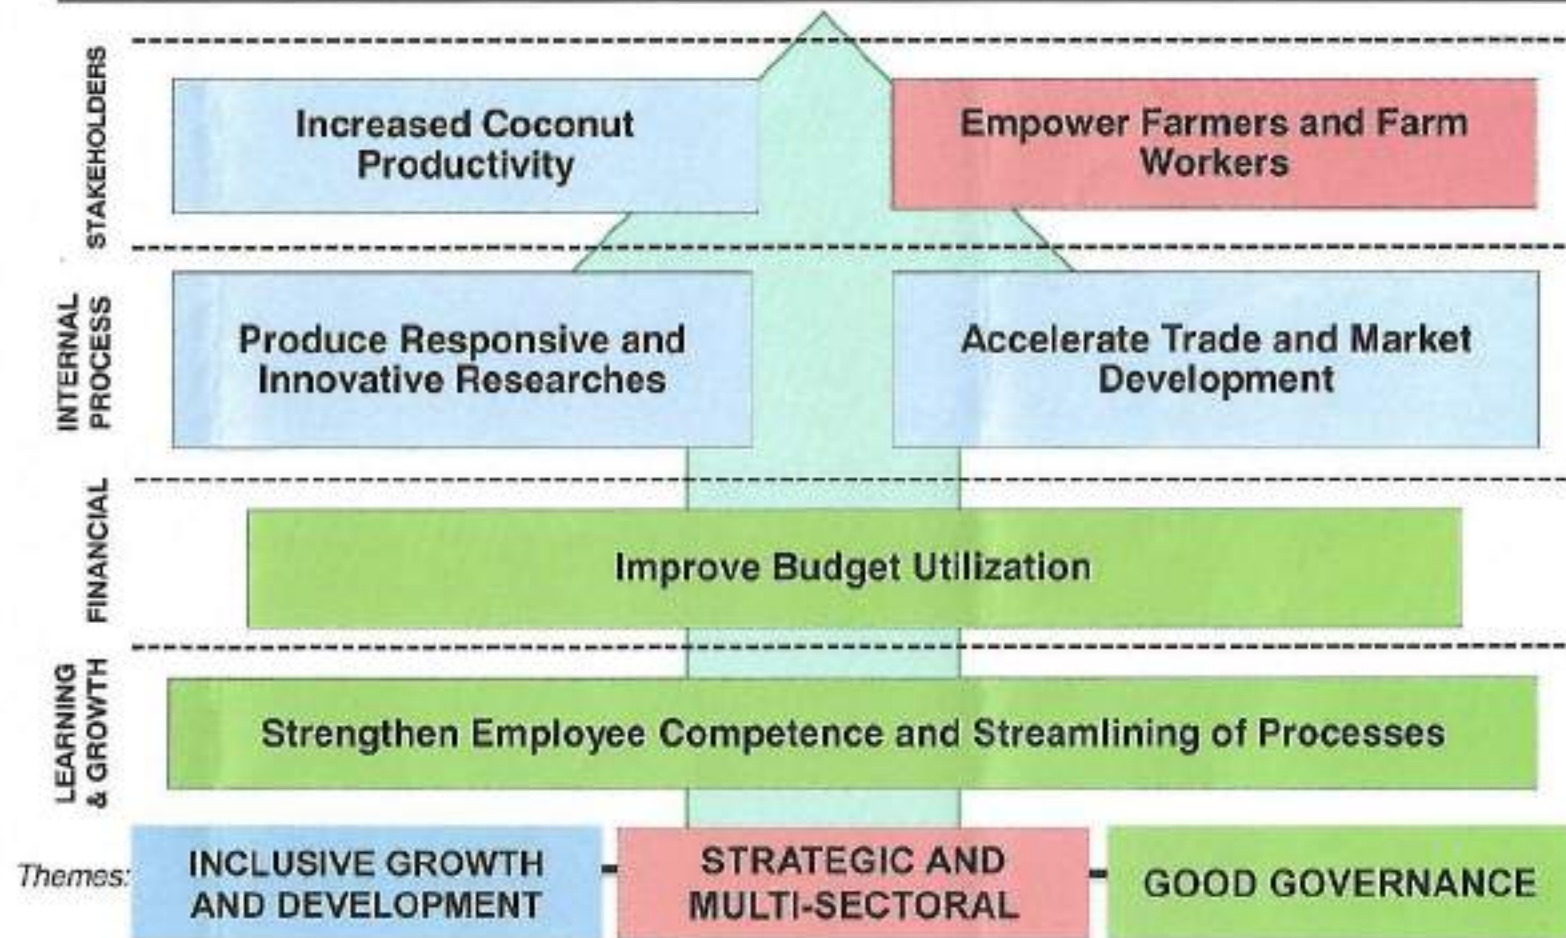 STAKEHOLDERS
Increased Coconut
Productivity
Empower Farmers and Farm
Workers
INTERNAL
PROCESS
Produce Responsive and
Innovative Researches
Accelerate Trade and Market
Development
FINANCIAL
Improve Budget Utilization
LEARNING
& GROWTH
Strengthen Employee Competence and Streamlining of Processes
Themes:
INCLUSIVE GROWTH
AND DEVELOPMENT
STRATEGIC AND
MULTI-SECTORAL
GOOD GOVERNANCE